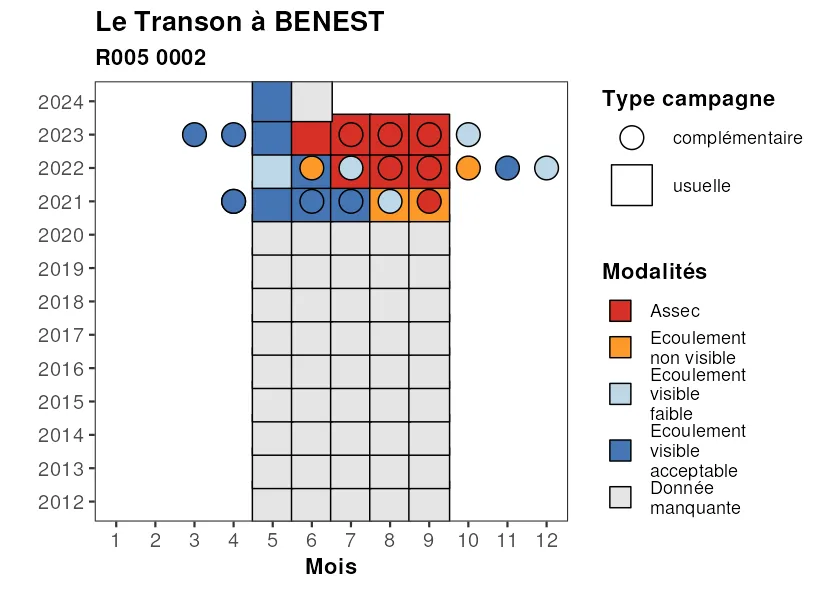 Le Transon à BENEST
R005 0002
2024
2023
2022
2021
2020
2019
2018
2017
2016
2015
2014
2013
2012
1 2 3 4 5 6 7 8 9 10 11 12
Mois
Type campagne
complémentaire
usuelle
Modalités
Assec
Ecoulement
non visible
Ecoulement
visible
faible
Ecoulement
visible
acceptable
Donnée
manquante